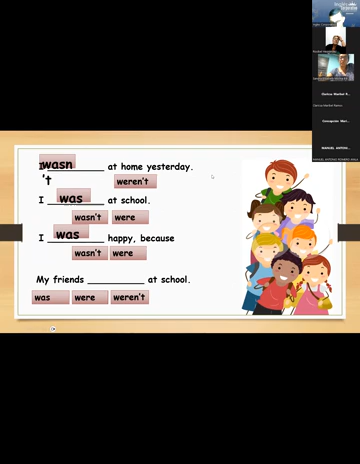 I wasn't at home yesterday.
weren't
I was at school.
wasn't were
I was happy, because
wasn't were
My friends __________ at school.
was were weren't